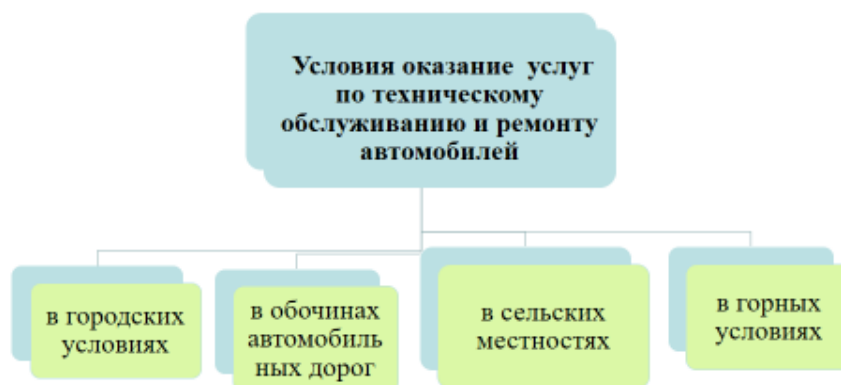 Условия оказание услуг
по техническому
обслуживанию и ремонту
автомобилей
в городских
условиях
в обочинах
автомобиль
ных дорог
в сельских
местностях
в горных
условиях